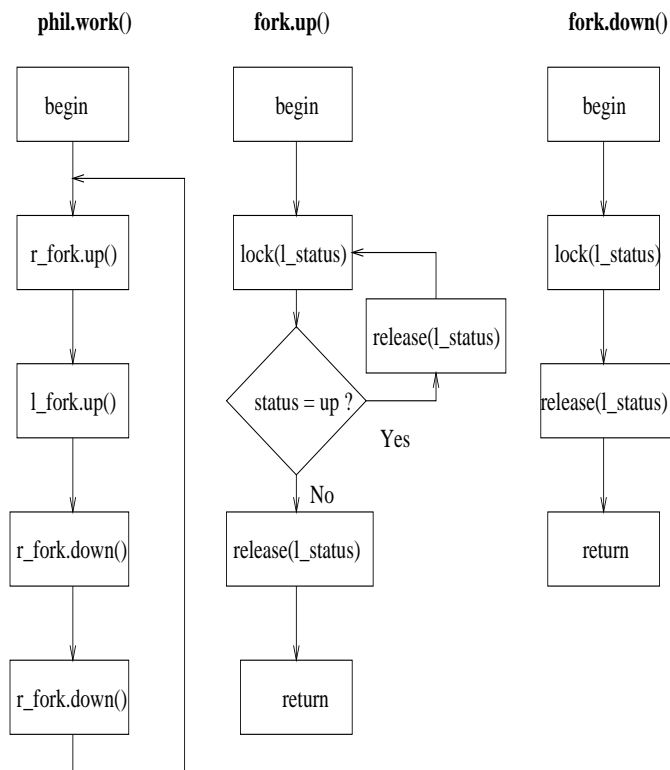 phil.work()
begin
r_fork.up()
l_fork.up()
r_fork.down()
r_fork.down()
fork.up()
begin
lock(l_status)
release(l_status)
status = up ?
Yes
No
release(l_status)
return
fork.down()
begin
lock(l_status)
release(l_status)
return